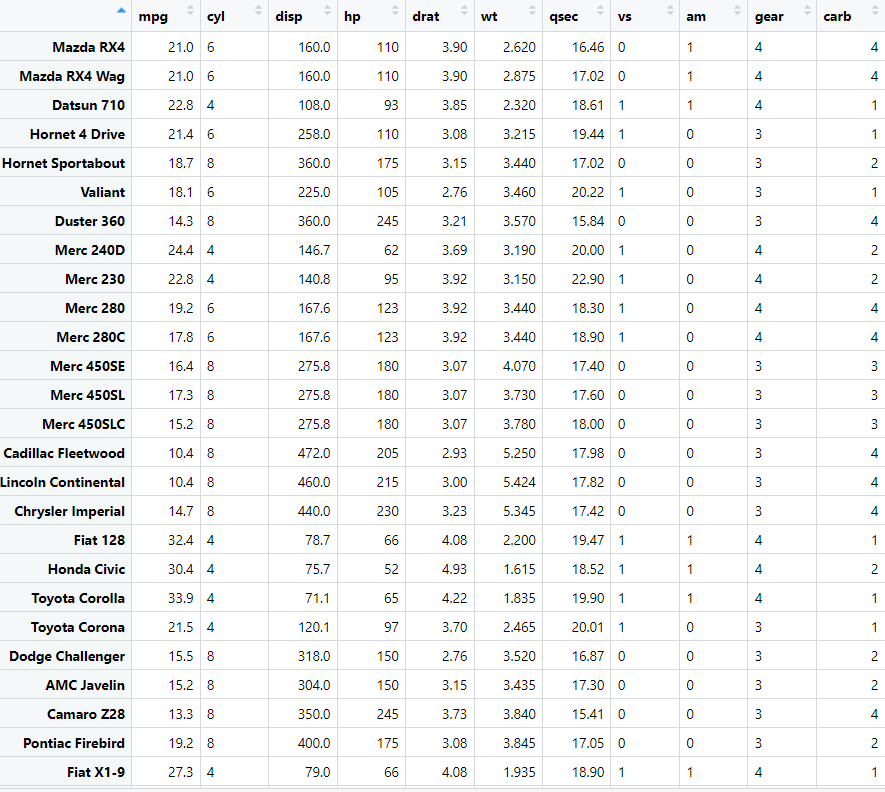 mpg cyl disp hp drat wt qsec vs am gear carb
Mazda RX4 21.0 6 160.0 110 3.90 2.620 16.46 0 1 4 4
Mazda RX4 Wag 21.0 6 160.0 110 3.90 2.875 17.02 0 1 4 4
Datsun 710 22.8 4 108.0 93 3.85 2.320 18.61 1 1 4 1
Hornet 4 Drive 21.4 6 258.0 110 3.08 3.215 19.44 1 0 3 1
Hornet Sportabout 18.7 8 360.0 175 3.15 3.440 17.02 0 0 3 2
Valiant 18.1 6 225.0 105 2.76 3.460 20.22 1 0 3 1
Duster 360 14.3 8 360.0 245 3.21 3.570 15.84 0 0 3 4
Merc 240D 24.4 4 146.7 62 3.69 3.190 20.00 1 0 4 2
Merc 230 22.8 4 140.8 95 3.92 3.150 22.90 1 0 4 2
Merc 280 19.2 6 167.6 123 3.92 3.440 18.30 1 0 4 4
Merc 280C 17.8 6 167.6 123 3.92 3.440 18.90 1 0 4 4
Merc 450SE 16.4 8 275.8 180 3.07 4.070 17.40 0 0 3 3
Merc 450SL 17.3 8 275.8 180 3.07 3.730 17.60 0 0 3 3
Merc 450SLC 15.2 8 275.8 180 3.07 3.780 18.00 0 0 3 3
Cadillac Fleetwood 10.4 8 472.0 205 2.93 5.250 17.98 0 0 3 4
Lincoln Continental 10.4 8 460.0 215 3.00 5.424 17.82 0 0 3 4
Chrysler Imperial 14.7 8 440.0 230 3.23 5.345 17.42 0 0 3 4
Fiat 128 32.4 4 78.7 66 4.08 2.200 19.47 1 1 4 1
Honda Civic 30.4 4 75.7 52 4.93 1.615 18.52 1 1 4 2
Toyota Corolla 33.9 4 71.1 65 4.22 1.835 19.90 1 1 4 1
Toyota Corona 21.5 4 120.1 97 3.70 2.465 20.01 1 0 3 1
Dodge Challenger 15.5 8 318.0 150 2.76 3.520 16.87 0 0 3 2
AMC Javelin 15.2 8 304.0 150 3.15 3.435 17.30 0 0 3 2
Camaro Z28 13.3 8 350.0 245 3.73 3.840 15.41 0 0 3 4
Pontiac Firebird 19.2 8 400.0 175 3.08 3.845 17.05 0 0 3 2
Fiat X1-9 27.3 4 79.0 66 4.08 1.935 18.90 1 1 4 1